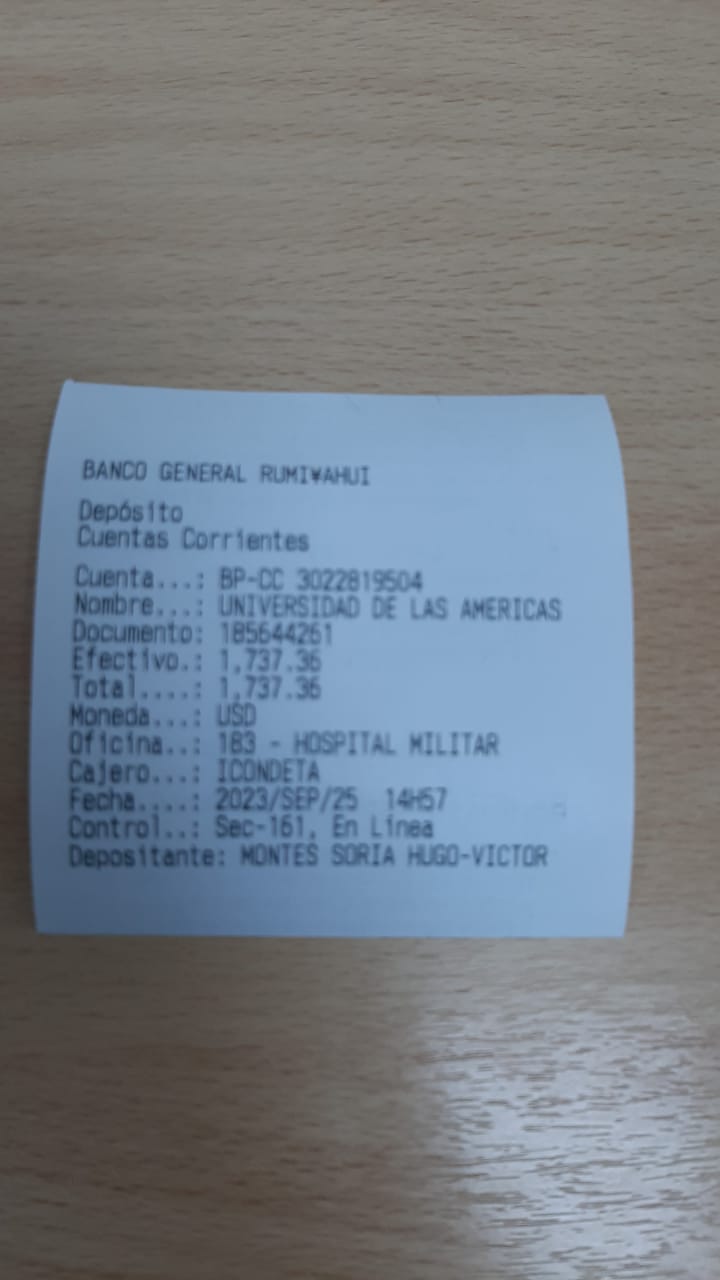 BANCO GENERAL RUMI¥AHUI
Depósito
Cuentas Corrientes
Cuenta...: BP-CC 3022819504
Nombre...: UNIVERSIDAD DE LAS AMERICAS
Documento: 185644261
Efectivo.: 1,737.36
Total....: 1,737.36
Moneda...: USD
Oficina..: 183 - HOSPITAL MILITAR
Cajero...: ICONDETA
Fecha....: 2023/SEP/25 14H57
Control..: Sec-161, En Línea
Depositante: MONTES SORIA HUGO-VICTOR